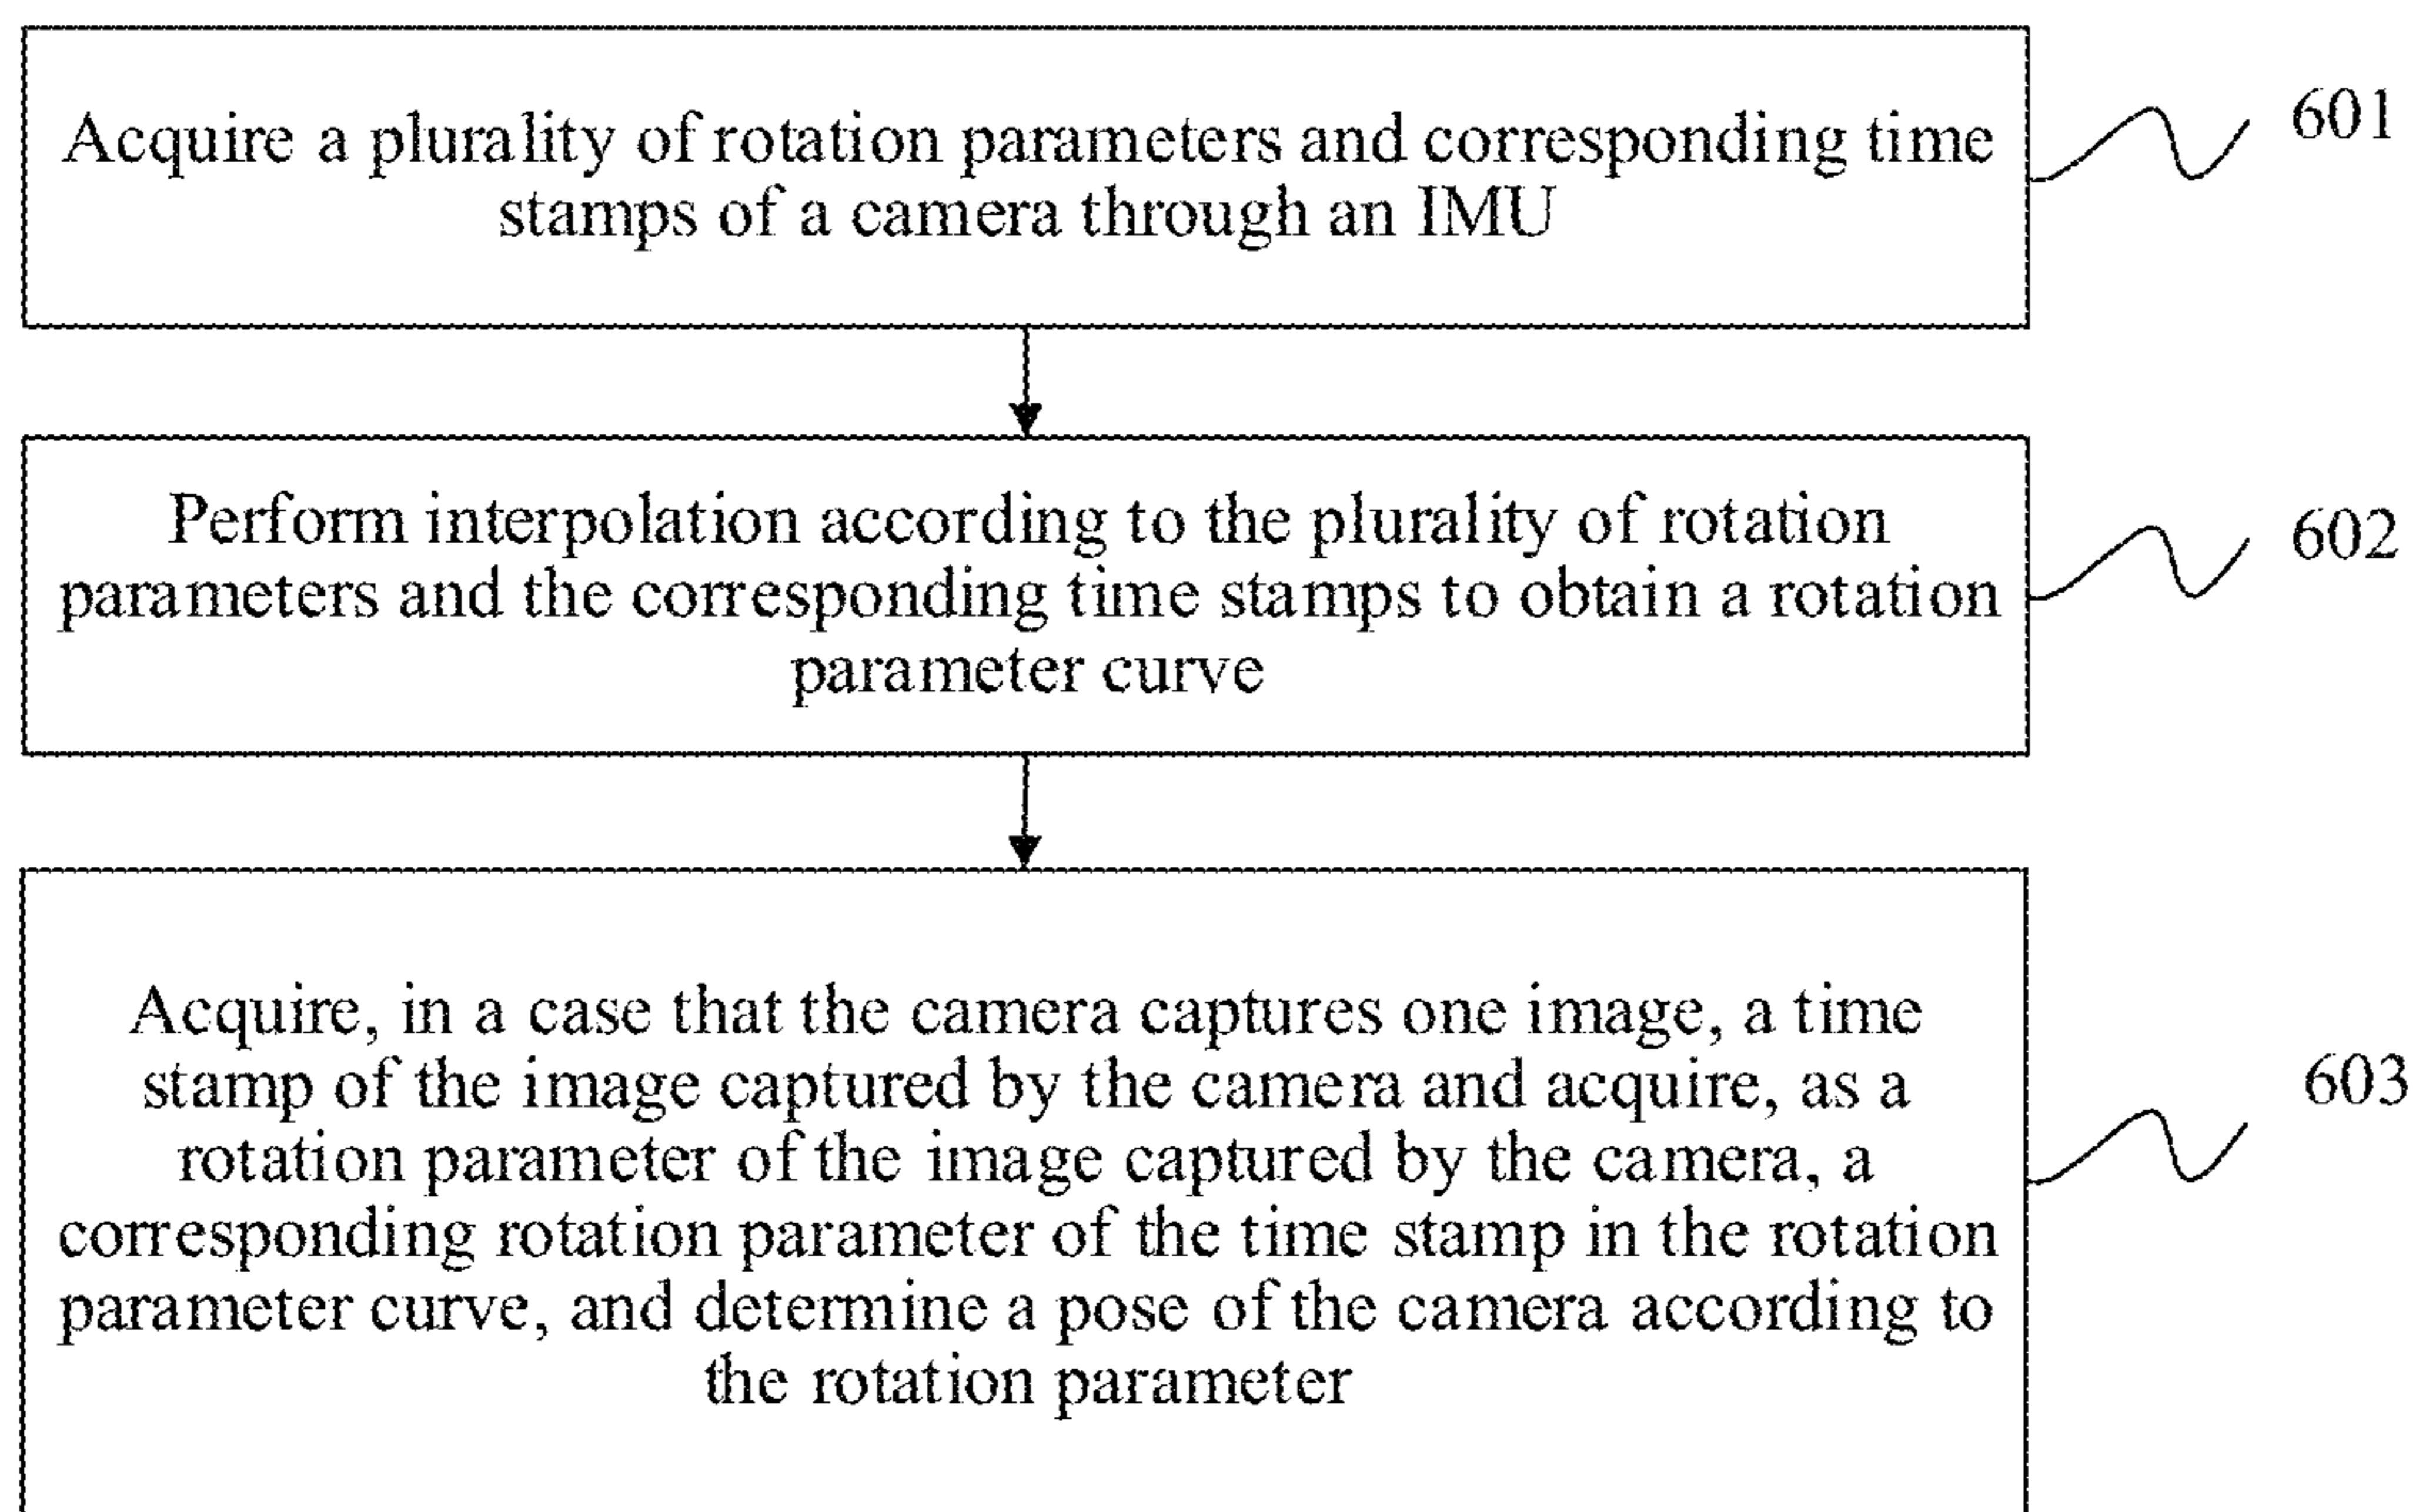 Acquire a plurality of rotation parameters and corresponding time
stamps of a camera through an IMU
601
Perform interpolation according to the plurality of rotation
parameters and the corresponding time stamps to obtain a rotation
parameter curve
602
Acquire, in a case that the camera captures one image, a time
stamp of the image captured by the camera and acquire, as a
rotation parameter of the image captured by the camera, a
corresponding rotation parameter of the time stamp in the rotation
parameter curve, and determine a pose of the camera according to
the rotation parameter
603